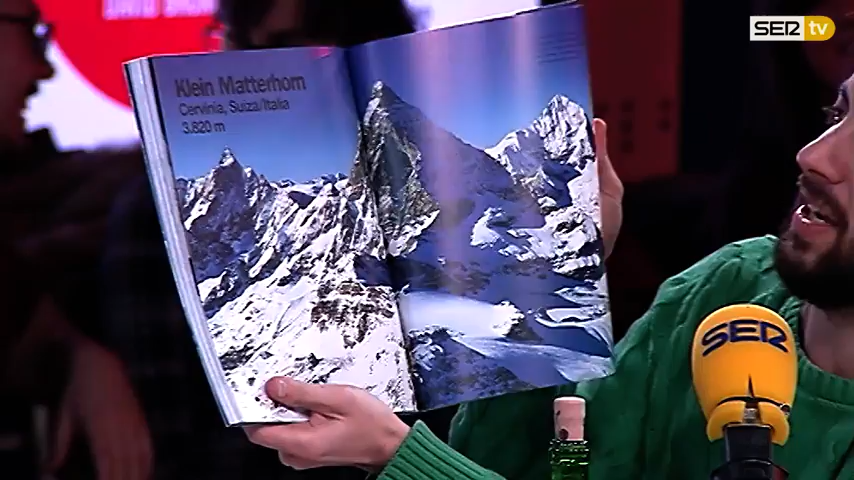 SER tv
Klein Matterhorn
Cervinia, Suiza/Italia
3.820 m
SER